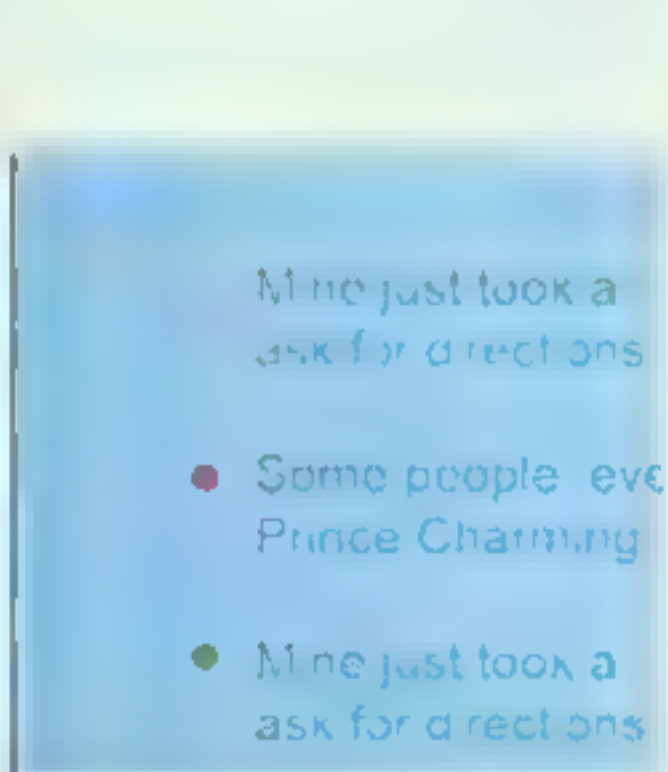 Mine just took a
ask for directions
Some people eve
Prince Charming
Mine just took a
ask for directions